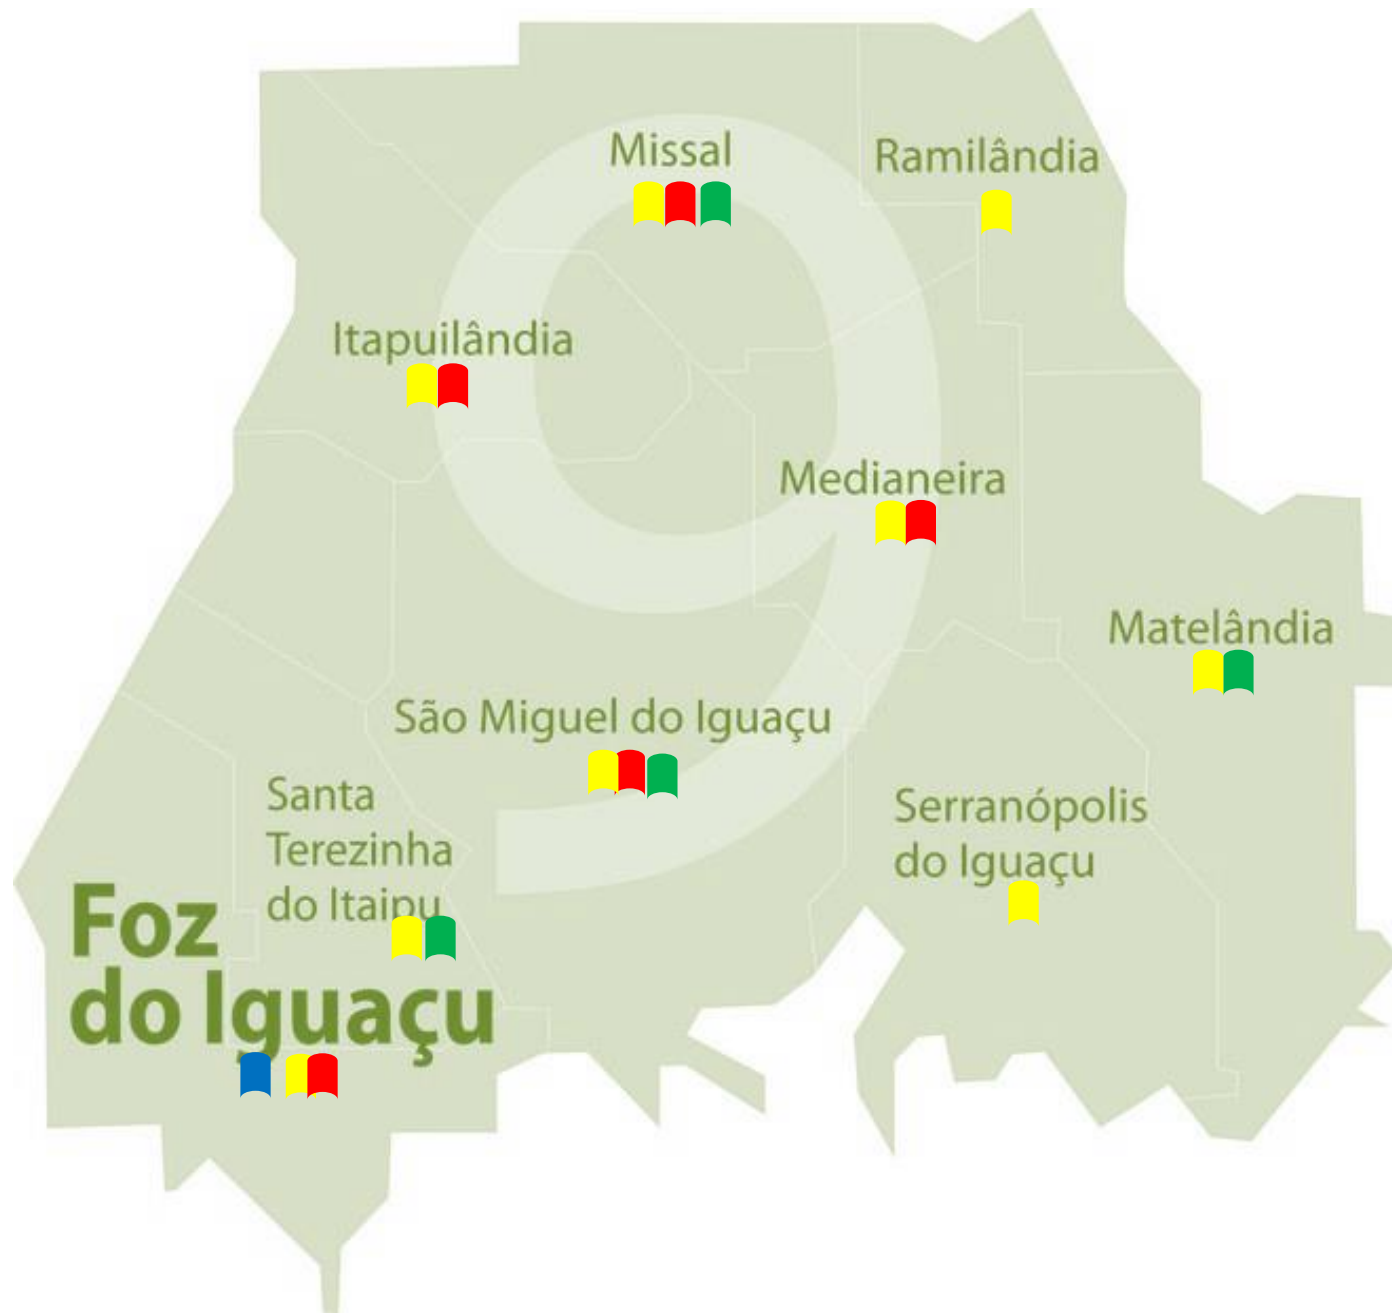 9
Missal
Ramilândia
Itapuilândia
Medianeira
Matelândia
São Miguel do Iguaçu
Santa
Terezinha
do Itaipu
Serranópolis
do Iguaçu
Foz
do Iguaçu